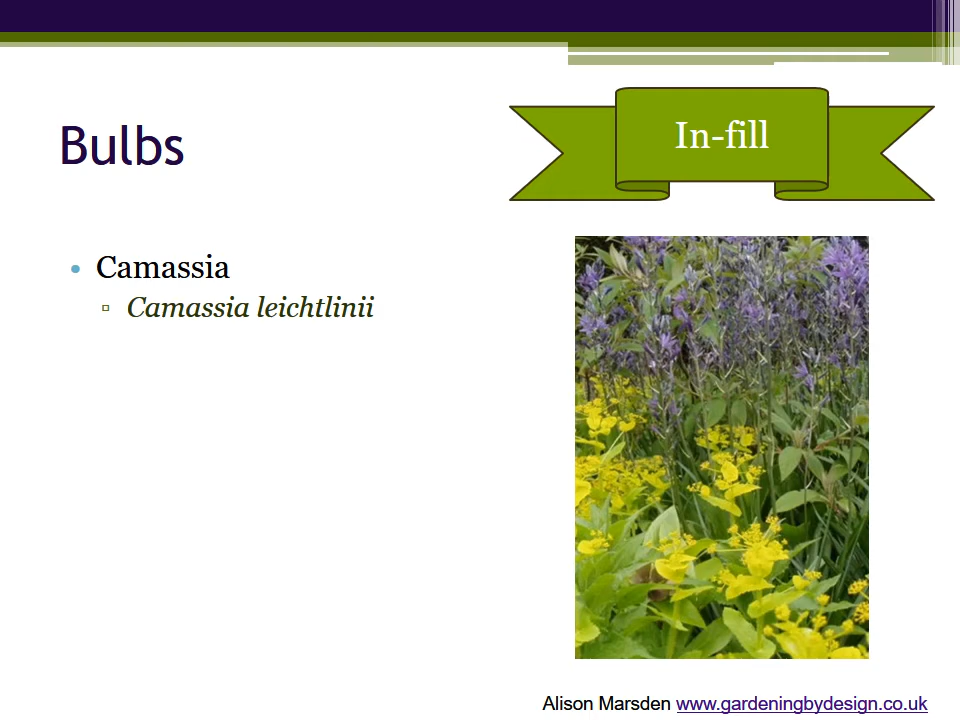 In-fill
Bulbs
• Camassia
▫ Camassia leichtlinii
Alison Marsden www.gardeningbydesign.co.uk